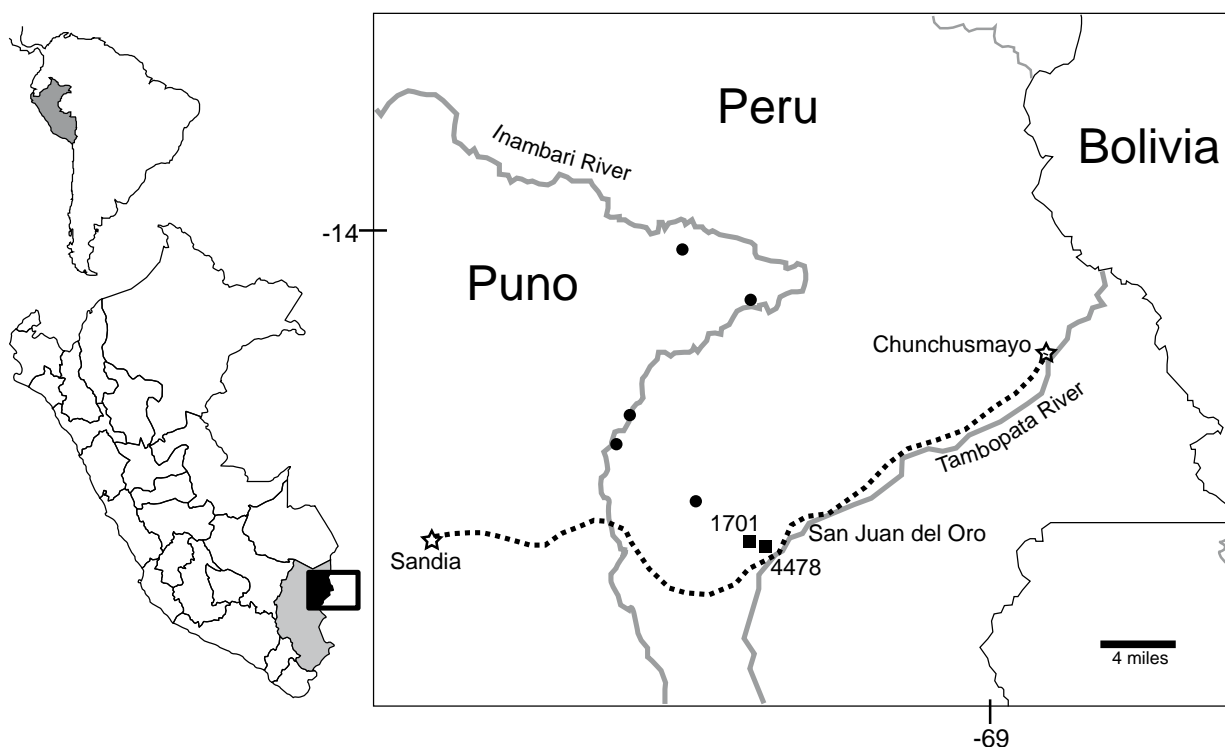 Peru
Bolivia
Inambari River
-14
Puno
Chunchusmayo
Tambopata River
1701
San Juan del Oro
Sandia
4478
4 miles
-69